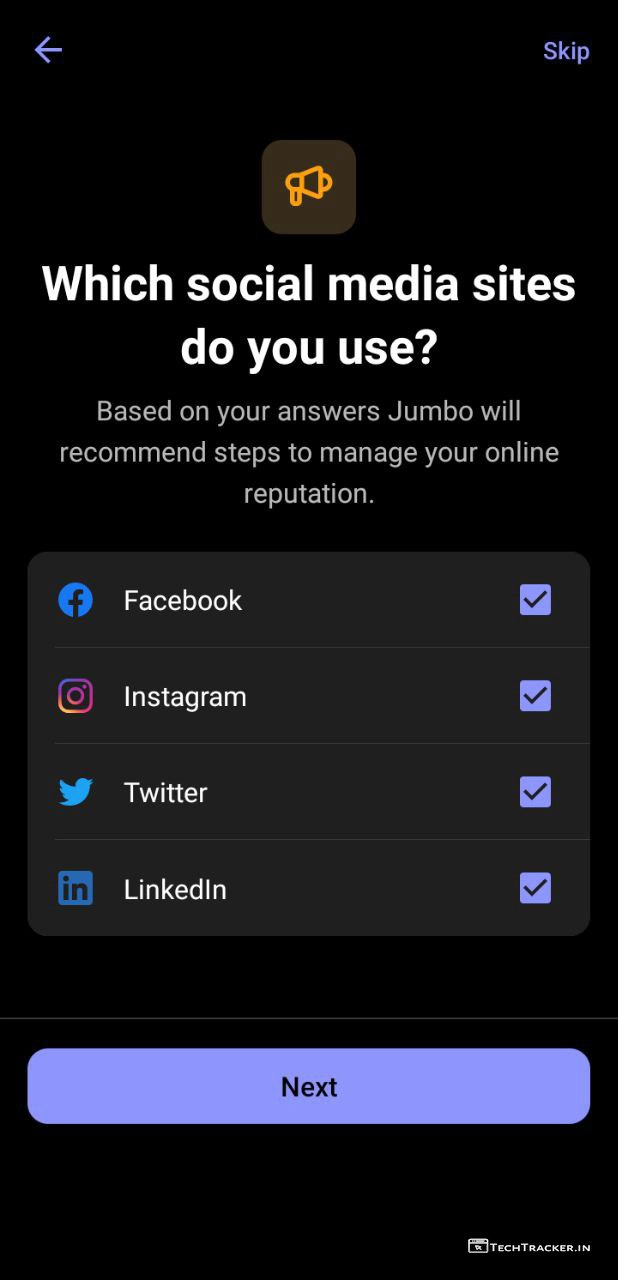 Skip
Which social media sites
do you use?
Based on your answers Jumbo will
recommend steps to manage your online
reputation.
Facebook
Instagram
Twitter
LinkedIn
Next
TECHTRACKER.IN